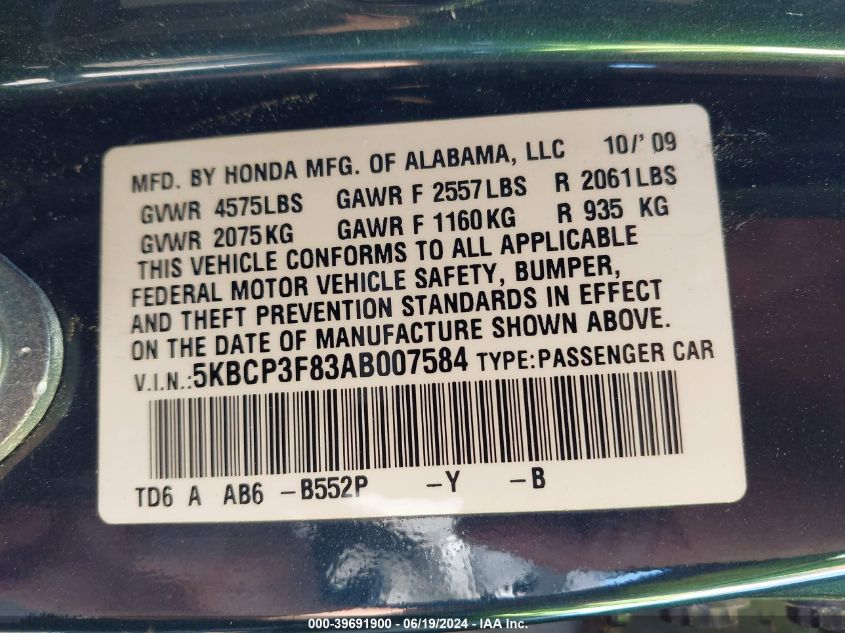 MFD. BY HONDA MFG. OF ALABAMA, LLC 10/'09
GVWR 4575LBS GAWR F 2557LBS R 2061LBS
GVWR 2075KG GAWR F 1160KG R 935 KG
THIS VEHICLE CONFORMS TO ALL APPLICABLE
FEDERAL MOTOR VEHICLE SAFETY, BUMPER,
AND THEFT PREVENTION STANDARDS IN EFFECT
ON THE DATE OF MANUFACTURE SHOWN ABOVE.
V.I.N.:5KBCP3F83AB007584 TYPE:PASSENGER CAR
TD6 A AB6 -B552P -Y -B
000-39691900 - 06/19/2024 - IAA Inc.